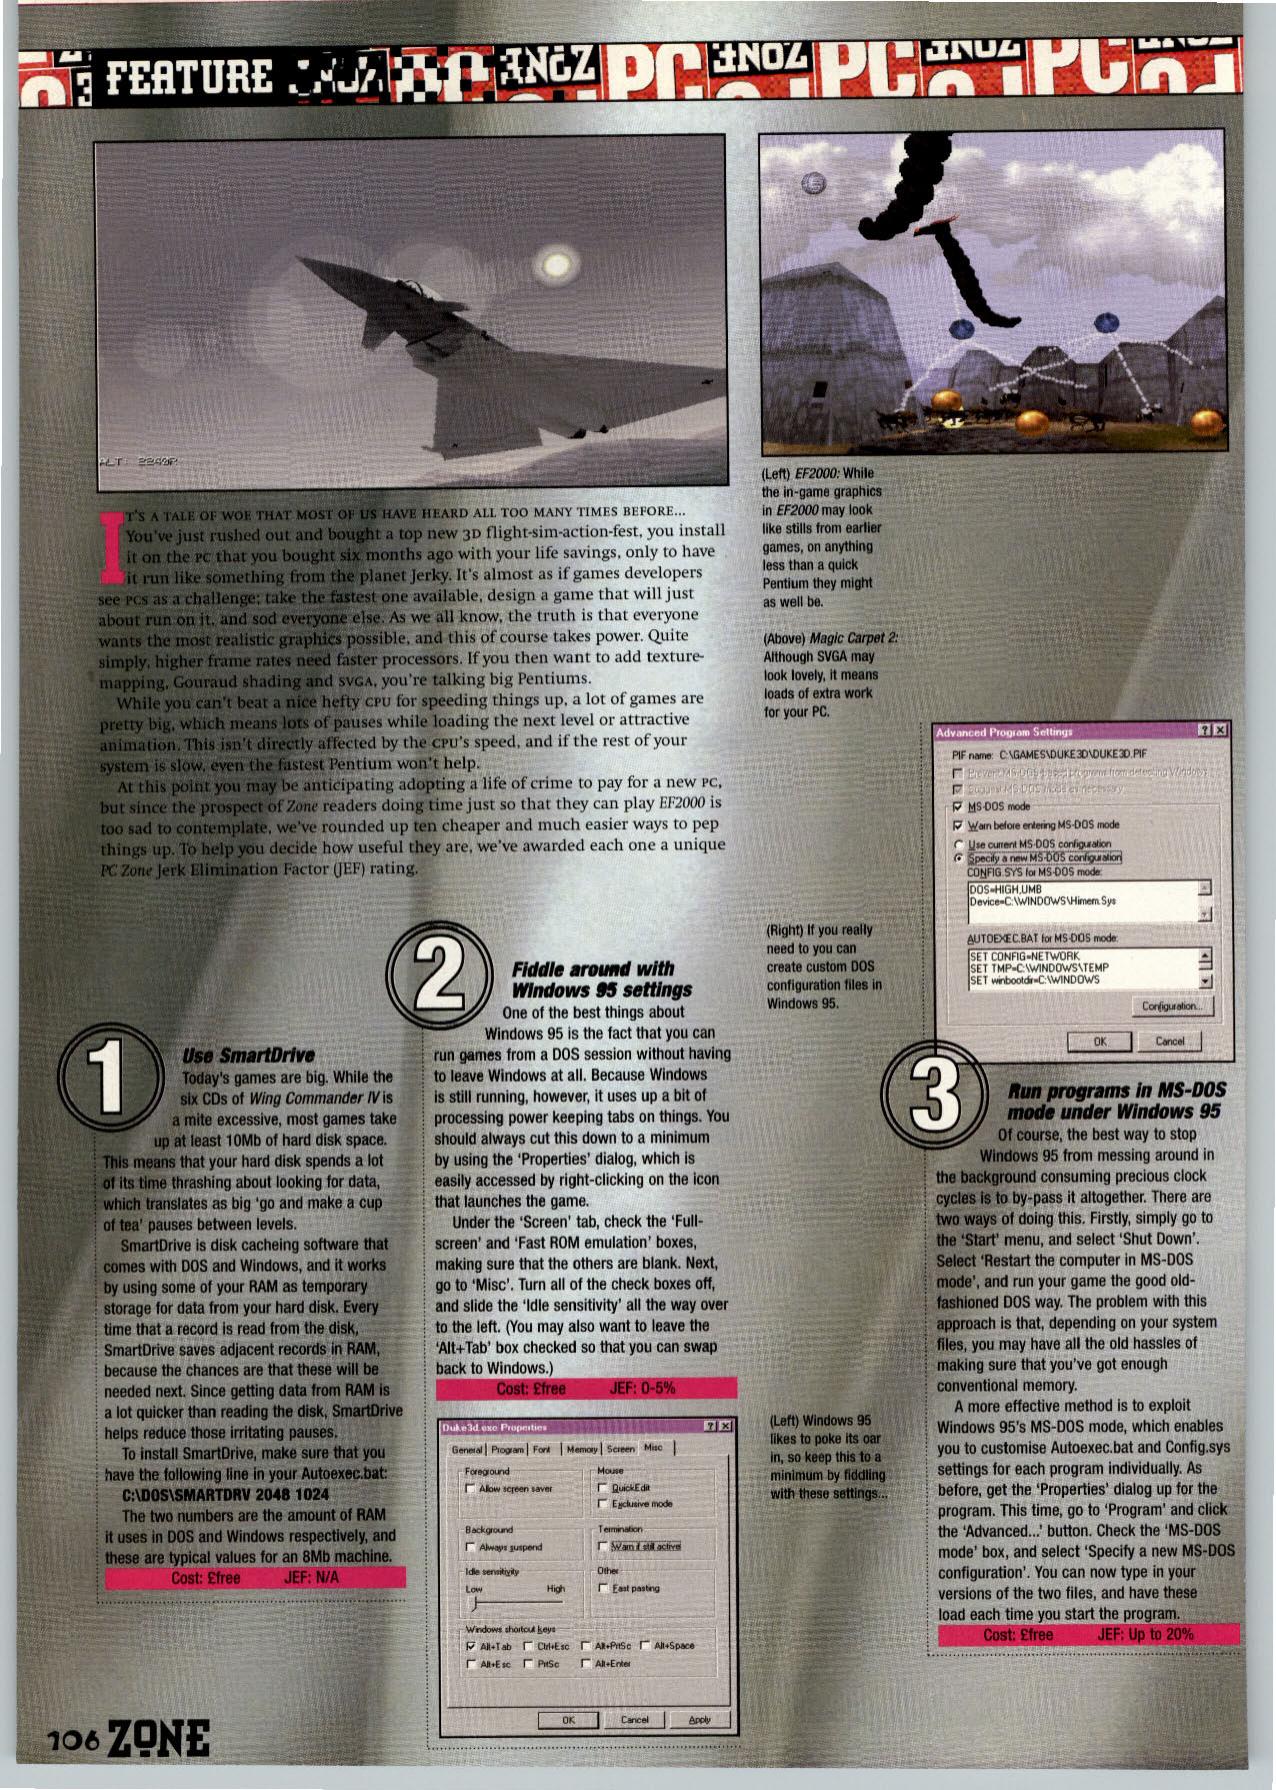 FEATURE
ALT:
IT'S A TALE OF WOE THAT MOST OF US HAVE HEARD ALL TOO MANY TIMES BEFORE...
You've just rushed out and bought a top new 3D flight-sim-action-fest, you install
it on the PC that you bought six months ago with your life savings, only to have
it run like something from the planet Jerky. It's almost as if games developers
see PCs as a challenge; take the fastest one available, design a game that will just
about run on it, and sod everyone else. As we all know, the truth is that everyone
wants the most realistic graphics possible, and this of course takes power. Quite
simply, higher frame rates need faster processors. If you then want to add texture-
mapping, Gouraud shading and SVGA, you're talking big Pentiums.
While you can't beat a nice hefty CPU for speeding things up, a lot of games are
pretty big, which means lots of pauses while loading the next level or attractive
animation. This isn't directly affected by the CPU's speed, and if the rest of your
system is slow, even the fastest Pentium won't help.
At this point you may be anticipating adopting a life of crime to pay for a new PC,
but since the prospect of Zone readers doing time just so that they can play EF2000 is
too sad to contemplate, we've rounded up ten cheaper and much easier ways to pep
things up. To help you decide how useful they are, we've awarded each one a unique
PC Zone Jerk Elimination Factor (JEF) rating.
(Left) EF2000: While
the in-game graphics
in EF2000 may look
like stills from earlier
games, on anything
less than a quick
Pentium they might
as well be.
(Above) Magic Carpet 2:
Although SVGA may
look lovely, it means
loads of extra work
for your PC.
1
Use SmartDrive
Today's games are big. While the
six CDs of Wing Commander IV is
a mite excessive, most games take
up at least 10Mb of hard disk space.
This means that your hard disk spends a lot
of its time thrashing about looking for data,
which translates as big 'go and make a cup
of tea' pauses between levels.
SmartDrive is disk cacheing software that
comes with DOS and Windows, and it works
by using some of your RAM as temporary
storage for data from your hard disk. Every
time that a record is read from the disk,
SmartDrive saves adjacent records in RAM,
because the chances are that these will be
needed next. Since getting data from RAM is
a lot quicker than reading the disk, SmartDrive
helps reduce those irritating pauses.
To install SmartDrive, make sure that you
have the following line in your Autoexec.bat:
C:\DOS\SMARTDRV 2048 1024
The two numbers are the amount of RAM
it uses in DOS and Windows respectively, and
these are typical values for an 8Mb machine.
Cost: £free JEF: N/A
2
Fiddle around with
Windows 95 settings
One of the best things about
Windows 95 is the fact that you can
run games from a DOS session without having
to leave Windows at all. Because Windows
is still running, however, it uses up a bit of
processing power keeping tabs on things. You
should always cut this down to a minimum
by using the 'Properties' dialog, which is
easily accessed by right-clicking on the icon
that launches the game.
Under the 'Screen' tab, check the 'Full-
screen' and 'Fast ROM emulation' boxes,
making sure that the others are blank. Next,
go to 'Misc'. Turn all of the check boxes off,
and slide the 'Idle sensitivity' all the way over
to the left. (You may also want to leave the
'Alt+Tab' box checked so that you can swap
back to Windows.)
Cost: £free JEF: 0-5%
Duke3d.exe Properties
General Program Font Memory Screen Misc
Foreground Mouse
Allow screen saver QuickEdit
Exclusive mode
Background Termination
Always suspend Warn if still active
Idle sensitivity Other
Low High Fast pasting
Windows shortcut keys
Alt+Tab Ctrl+Esc Alt+PrtSc Alt+Space
Alt+Esc PrtSc Alt+Enter
OK Cancel Apply
(Right) If you really
need to you can
create custom DOS
configuration files in
Windows 95.
(Left) Windows 95
likes to poke its oar
in, so keep this to a
minimum by fiddling
with these settings...
Advanced Program Settings
PIF name: C:\GAMES\DUKE3D\DUKE3D.PIF
Prevent MS-DOS-based programs from detecting Windows
Suggest MS-DOS mode as necessary
MS-DOS mode
Warn before entering MS-DOS mode
Use current MS-DOS configuration
Specify a new MS-DOS configuration
CONFIG.SYS for MS-DOS mode:
DOS=HIGH,UMB
Device=C:\WINDOWS\Himem.Sys
AUTOEXEC.BAT for MS-DOS mode:
SET CONFIG=NETWORK
SET TMP=C:\WINDOWS\TEMP
SET winbootdir=C:\WINDOWS
Configuration...
OK Cancel
3
Run programs in MS-DOS
mode under Windows 95
Of course, the best way to stop
Windows 95 from messing around in
the background consuming precious clock
cycles is to by-pass it altogether. There are
two ways of doing this. Firstly, simply go to
the 'Start' menu, and select 'Shut Down'.
Select 'Restart the computer in MS-DOS
mode', and run your game the good old-
fashioned DOS way. The problem with this
approach is that, depending on your system
files, you may have all the old hassles of
making sure that you've got enough
conventional memory.
A more effective method is to exploit
Windows 95's MS-DOS mode, which enables
you to customise Autoexec.bat and Config.sys
settings for each program individually. As
before, get the 'Properties' dialog up for the
program. This time, go to 'Program' and click
the 'Advanced...' button. Check the 'MS-DOS
mode' box, and select 'Specify a new MS-DOS
configuration'. You can now type in your
versions of the two files, and have these
load each time you start the program.
Cost: £free JEF: Up to 20%
106 ZONE